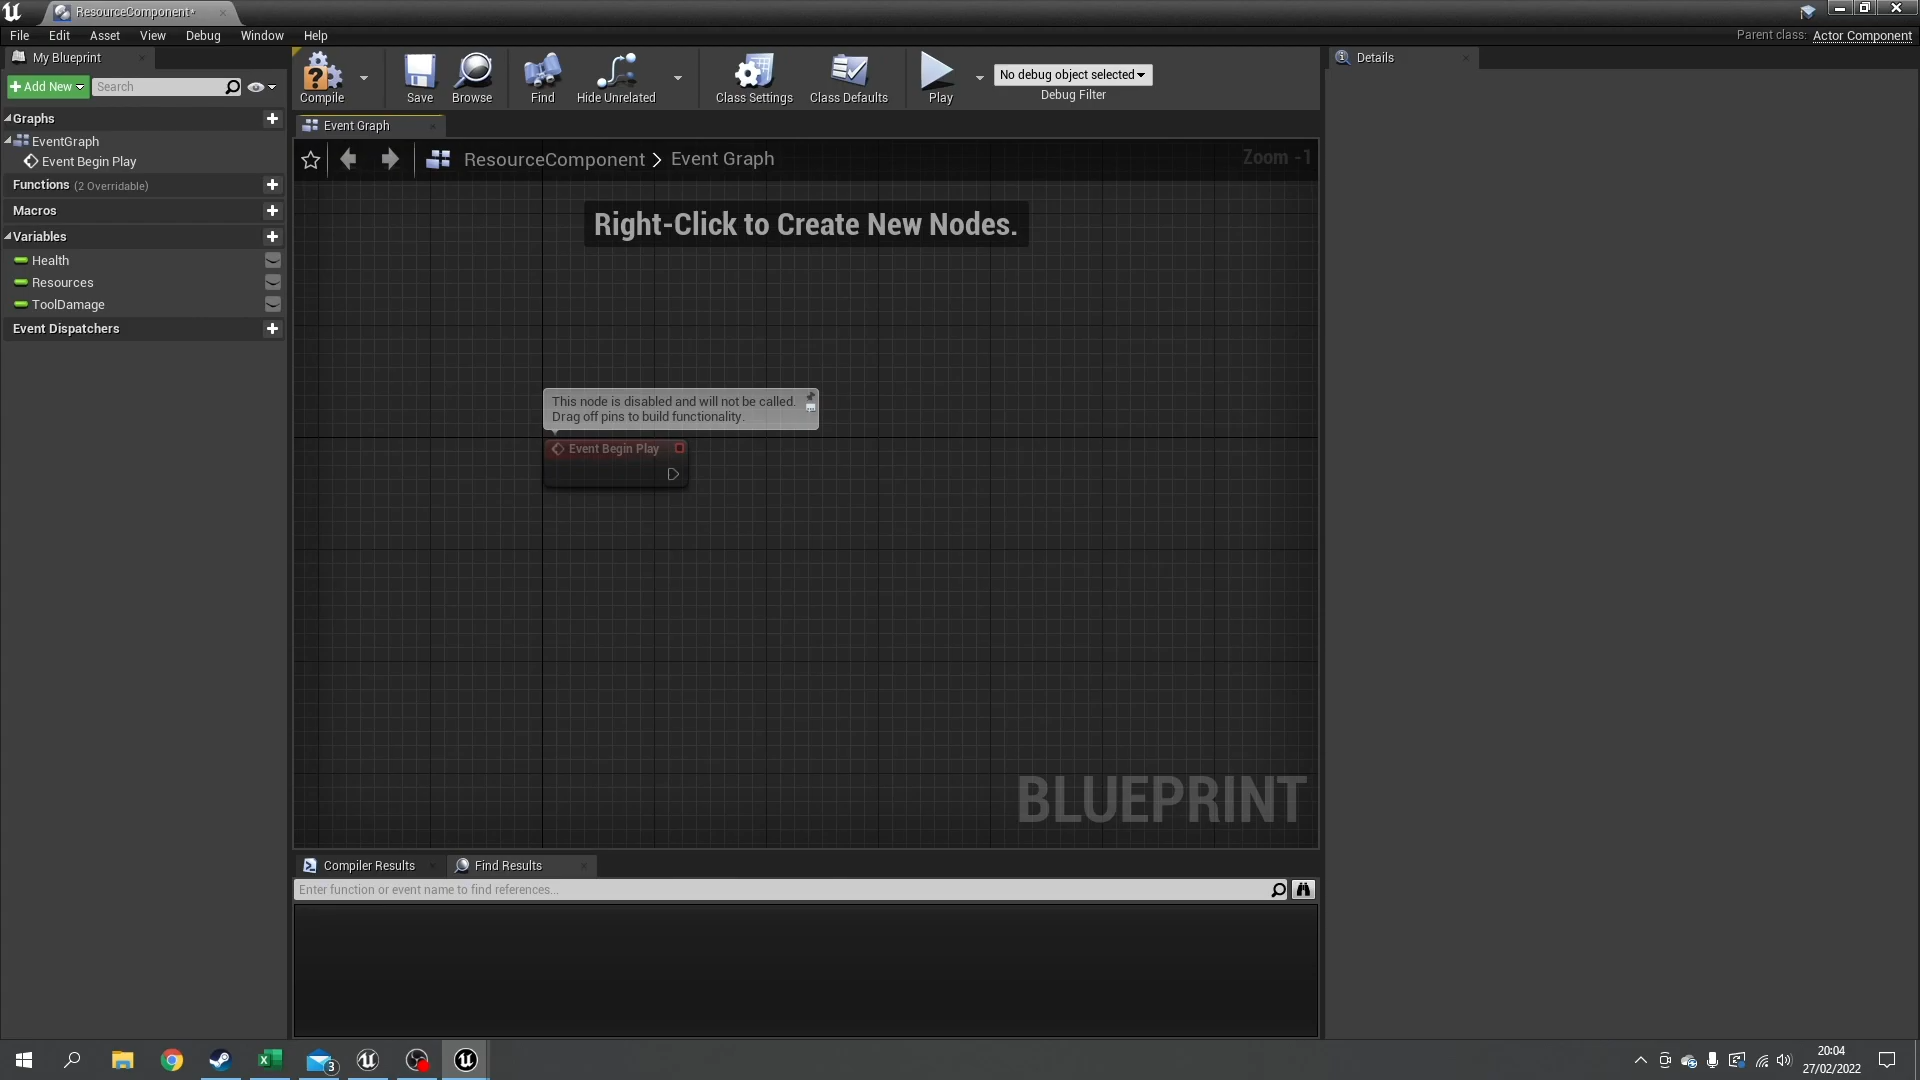 ResourceComponent*
File Edit Asset View Debug Window Help
Parent class: Actor Component
My Blueprint
Add New
Search
Graphs
EventGraph
Event Begin Play
Functions (2 Overridable)
Macros
Variables
Health
Resources
ToolDamage
Event Dispatchers
Compile
Save
Browse
Find
Hide Unrelated
Class Settings
Class Defaults
Play
No debug object selected
Debug Filter
Event Graph
ResourceComponent > Event Graph
Zoom -1
Right-Click to Create New Nodes.
This node is disabled and will not be called.
Drag off pins to build functionality.
Event Begin Play
BLUEPRINT
Compiler Results
Find Results
Enter function or event name to find references...
Details
3
20:04
27/02/2022